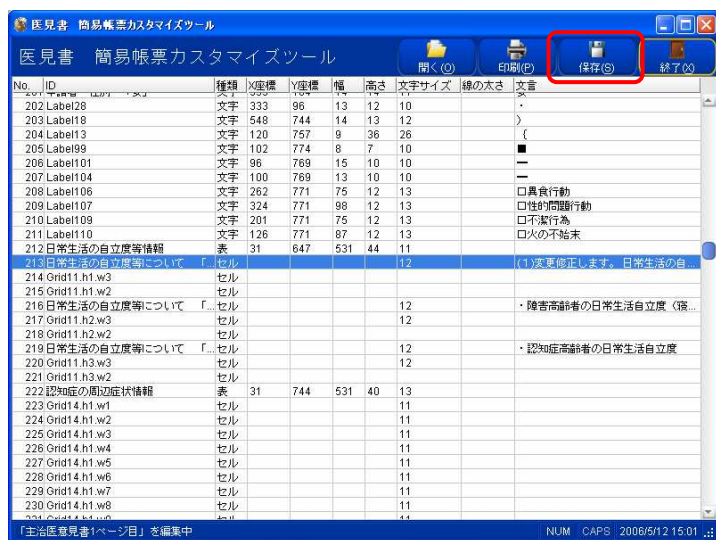 医見書 簡易帳票カスタマイズツール
医見書 簡易帳票カスタマイズツール
開く(O) 印刷(P) 保存(S) 終了(X)
No. ID 種類 X座標 Y座標 幅 高さ 文字サイズ 線の太さ 文言
202 Label28 文字 333 96 13 12 10 ・
203 Label18 文字 548 744 14 13 12 )
204 Label13 文字 120 757 9 36 26 {
205 Label99 文字 102 774 8 7 10 ■
206 Label101 文字 96 769 15 10 10 ー
207 Label104 文字 100 769 13 10 10 ー
208 Label106 文字 262 771 75 12 13 □異食行動
209 Label107 文字 324 771 98 12 13 □性的問題行動
210 Label109 文字 201 771 75 12 13 □不潔行為
211 Label110 文字 126 771 87 12 13 □火の不始末
212 日常生活の自立度等情報 表 31 647 531 44 11
213 日常生活の自立度等について 「... セル 12 (1)変更修正します。 日常生活の自...
214 Grid11.h1.w3 セル
215 Grid11.h1.w2 セル
216 日常生活の自立度等について 「... セル 12 ・障害高齢者の日常生活自立度（寝...
217 Grid11.h2.w3 セル 12
218 Grid11.h2.w2 セル
219 日常生活の自立度等について 「... セル 12 ・認知症高齢者の日常生活自立度
220 Grid11.h3.w3 セル 12
221 Grid11.h3.w2 セル
222 認知症の周辺症状情報 表 31 744 531 40 13
223 Grid14.h1.w1 セル 11
224 Grid14.h1.w2 セル 11
225 Grid14.h1.w3 セル 11
226 Grid14.h1.w4 セル 11
227 Grid14.h1.w5 セル 11
228 Grid14.h1.w6 セル 11
229 Grid14.h1.w7 セル 11
230 Grid14.h1.w8 セル 11
「主治医意見書1ページ目」を編集中 NUM CAPS 2006/5/12 15:01